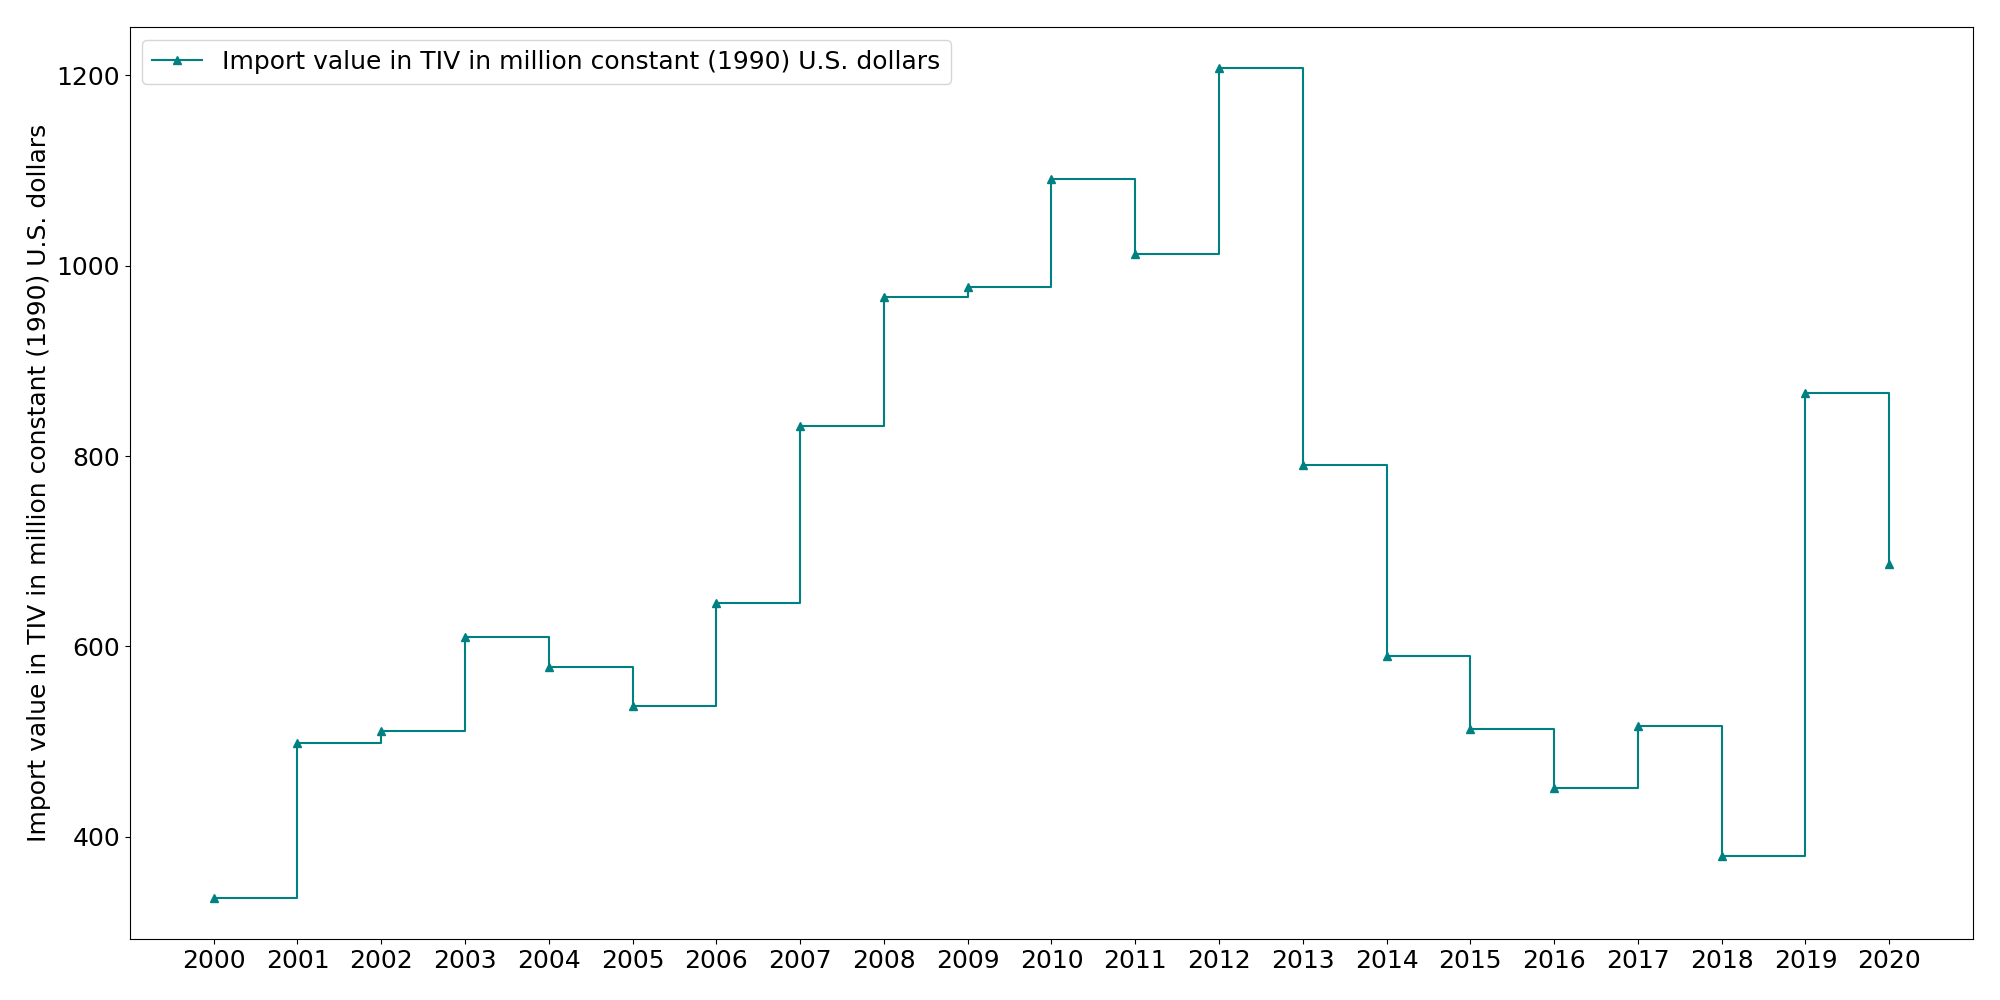 Import value in TIV in million constant (1990) U.S. dollars
Import value in TIV in million constant (1990) U.S. dollars
1200
1000
800
600
400
2000 2001 2002 2003 2004 2005 2006 2007 2008 2009 2010 2011 2012 2013 2014 2015 2016 2017 2018 2019 2020